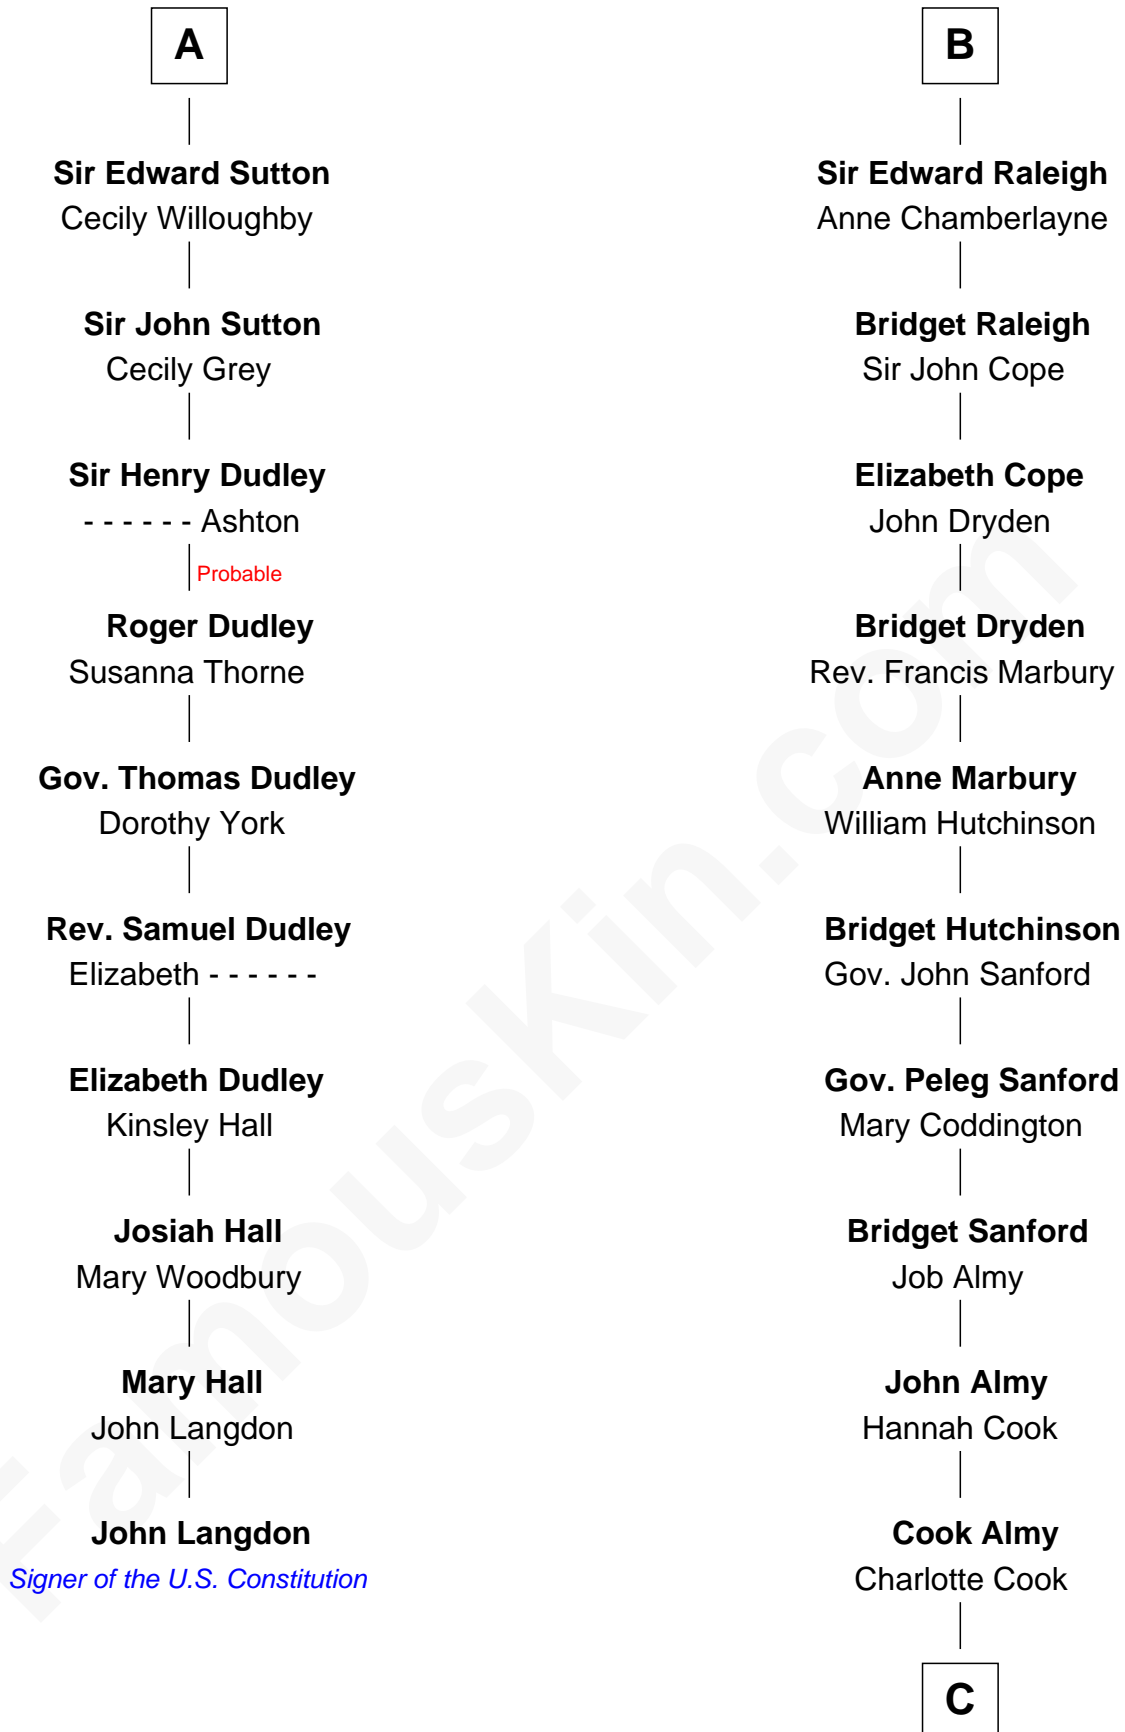 A
Sir Edward Sutton
Cecily Willoughby
Sir John Sutton
Cecily Grey
Sir Henry Dudley
- - - - - - Ashton
Probable
Roger Dudley
Susanna Thorne
Gov. Thomas Dudley
Dorothy York
Rev. Samuel Dudley
Elizabeth - - - - - -
Elizabeth Dudley
Kinsley Hall
Josiah Hall
Mary Woodbury
Mary Hall
John Langdon
John Langdon
Signer of the U.S. Constitution
B
Sir Edward Raleigh
Anne Chamberlayne
Bridget Raleigh
Sir John Cope
Elizabeth Cope
John Dryden
Bridget Dryden
Rev. Francis Marbury
Anne Marbury
William Hutchinson
Bridget Hutchinson
Gov. John Sanford
Gov. Peleg Sanford
Mary Coddington
Bridget Sanford
Job Almy
John Almy
Hannah Cook
Cook Almy
Charlotte Cook
C
FamousKin.com